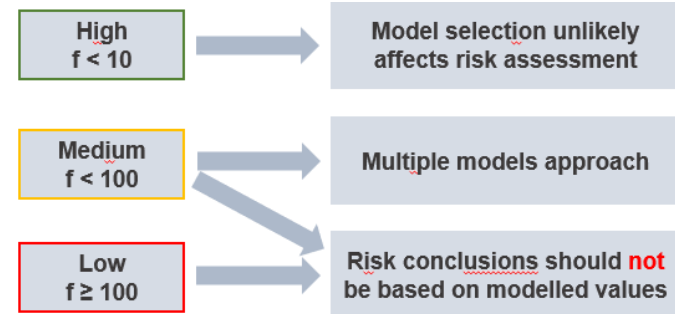 High
f < 10
Model selection unlikely
affects risk assessment
Medium
f < 100
Multiple models approach
Low
f ≥ 100
Risk conclusions should not
be based on modelled values